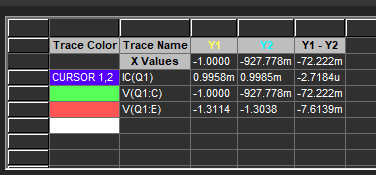 Trace Color Trace Name Y1 Y2 Y1 - Y2
X Values -1.0000 -927.778m -72.222m
CURSOR 1,2 IC(Q1) 0.9958m 0.9985m -2.7184u
V(Q1:C) -1.0000 -927.778m -72.222m
V(Q1:E) -1.3114 -1.3038 -7.6139m